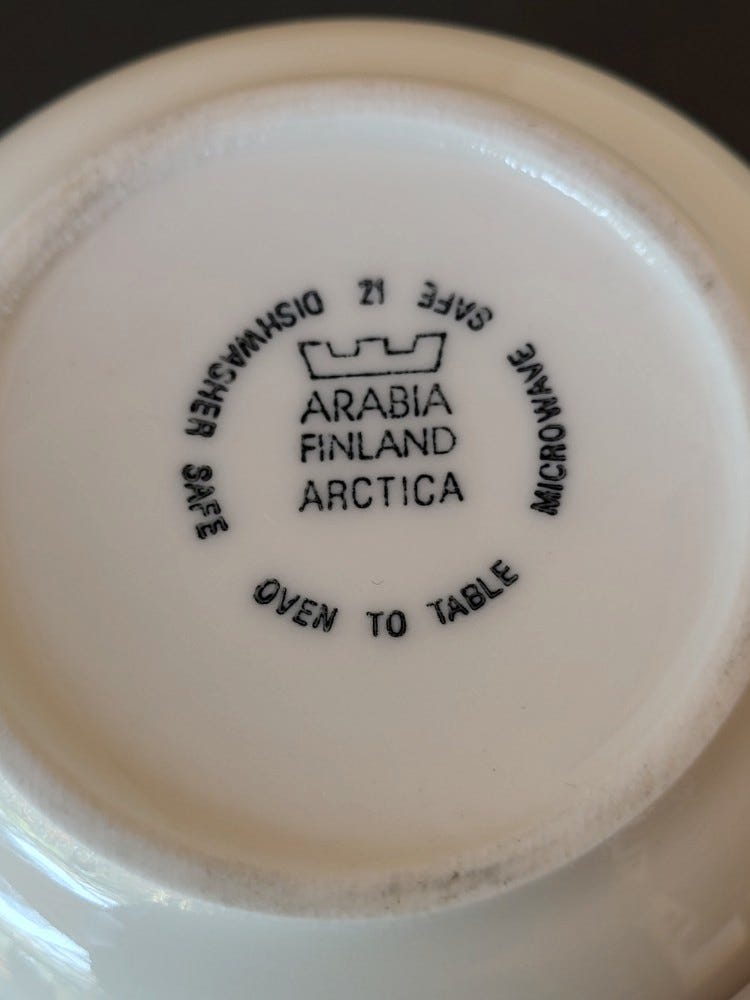 ARABIA
FINLAND
ARCTICA
OVEN TO TABLE
MICROWAVE SAFE
12
DISHWASHER SAFE